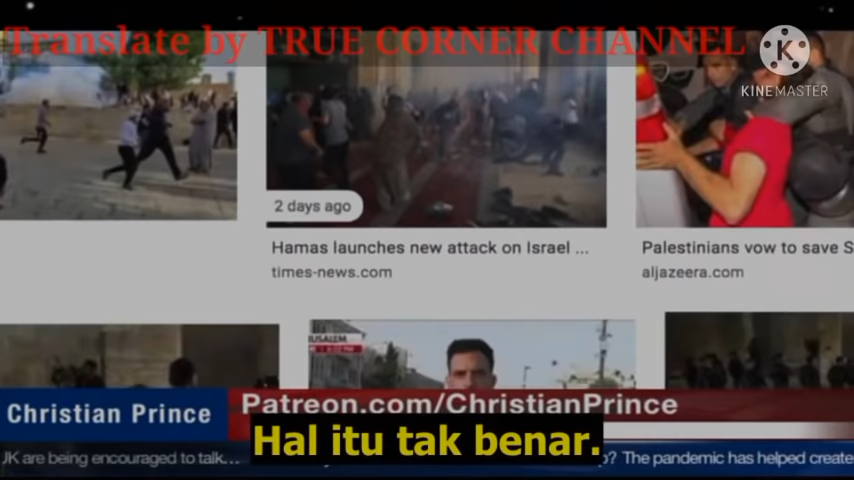 Translate by TRUE CORNER CHANNEL
KINEMASTER
2 days ago
Hamas launches new attack on Israel ...
times-news.com
Palestinians vow to save S
aljazeera.com
Christian Prince
Patreon.com/ChristianPrince
Hal itu tak benar.
UK are being encouraged to talk...
? The pandemic has helped create